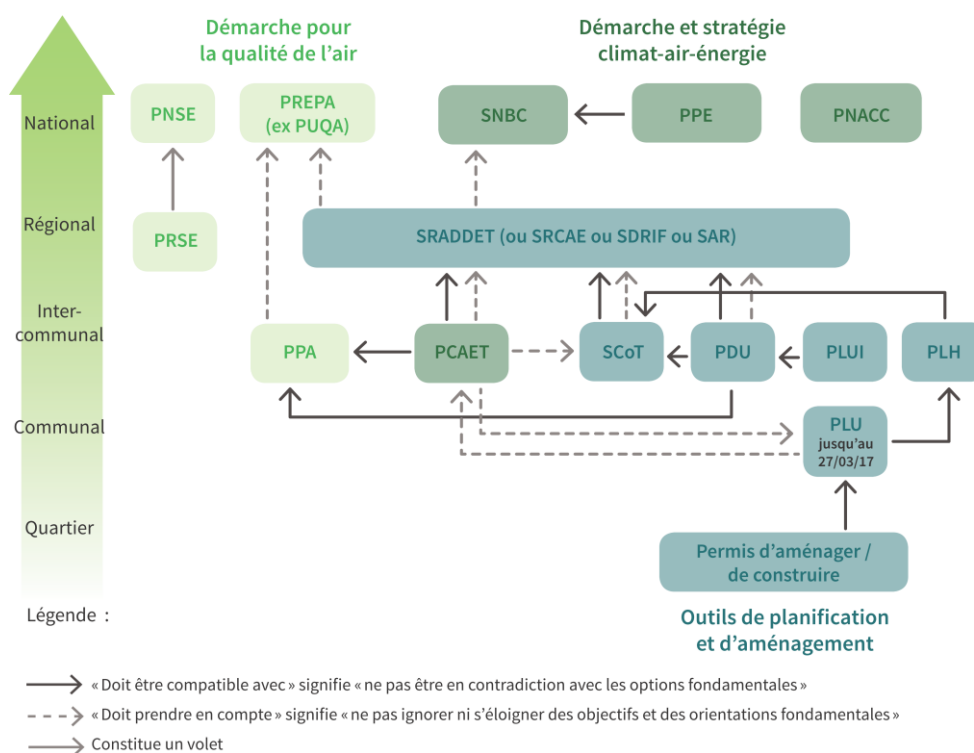 Démarche pour
la qualité de l'air
Démarche et stratégie
climat-air-énergie
National
PNSE
PREPA
(ex PUQA)
SNBC
PPE
PNACC
Régional
PRSE
SRADDET (ou SRCAE ou SDRIF ou SAR)
Inter-
communal
PPA
PCAET
SCoT
PDU
PLUI
PLH
Communal
PLU
jusqu'au
27/03/17
Quartier
Permis d'aménager /
de construire
Légende :
Outils de planification
et d'aménagement
« Doit être compatible avec » signifie « ne pas être en contradiction avec les options fondamentales »
« Doit prendre en compte » signifie « ne pas ignorer ni s'éloigner des objectifs et des orientations fondamentales »
Constitue un volet